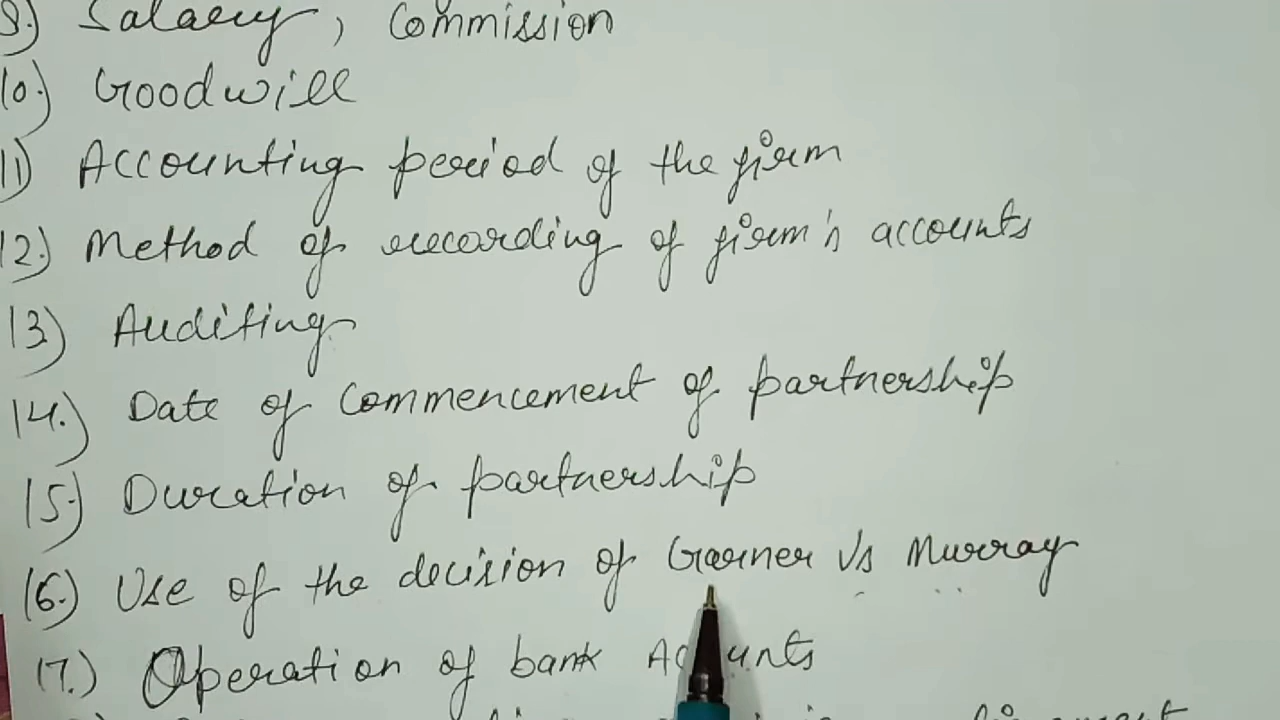 9.) Salary, Commission
10.) Goodwill
11) Accounting period of the firm
12.) Method of recording of firm's accounts
13.) Auditing
14.) Date of Commencement of partnership
15.) Duration of partnership
16.) Use of the decision of Garner Vs Murray
17.) Operation of bank